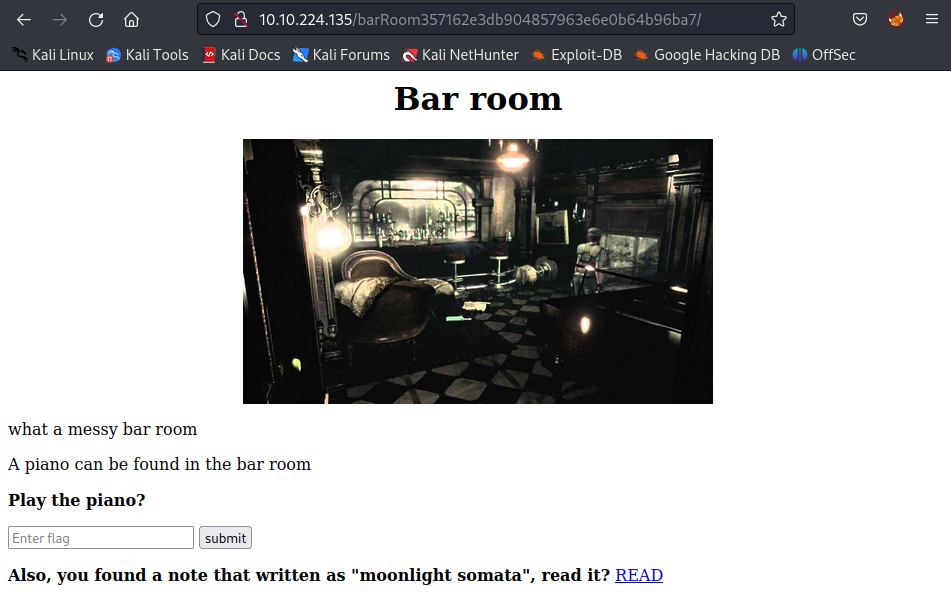 10.10.224.135/barRoom357162e3db904857963e6e0b64b96ba7/
Kali Linux Kali Tools Kali Docs Kali Forums Kali NetHunter Exploit-DB Google Hacking DB OffSec
Bar room
what a messy bar room
A piano can be found in the bar room
Play the piano?
Enter flag submit
Also, you found a note that written as "moonlight somata", read it? READ